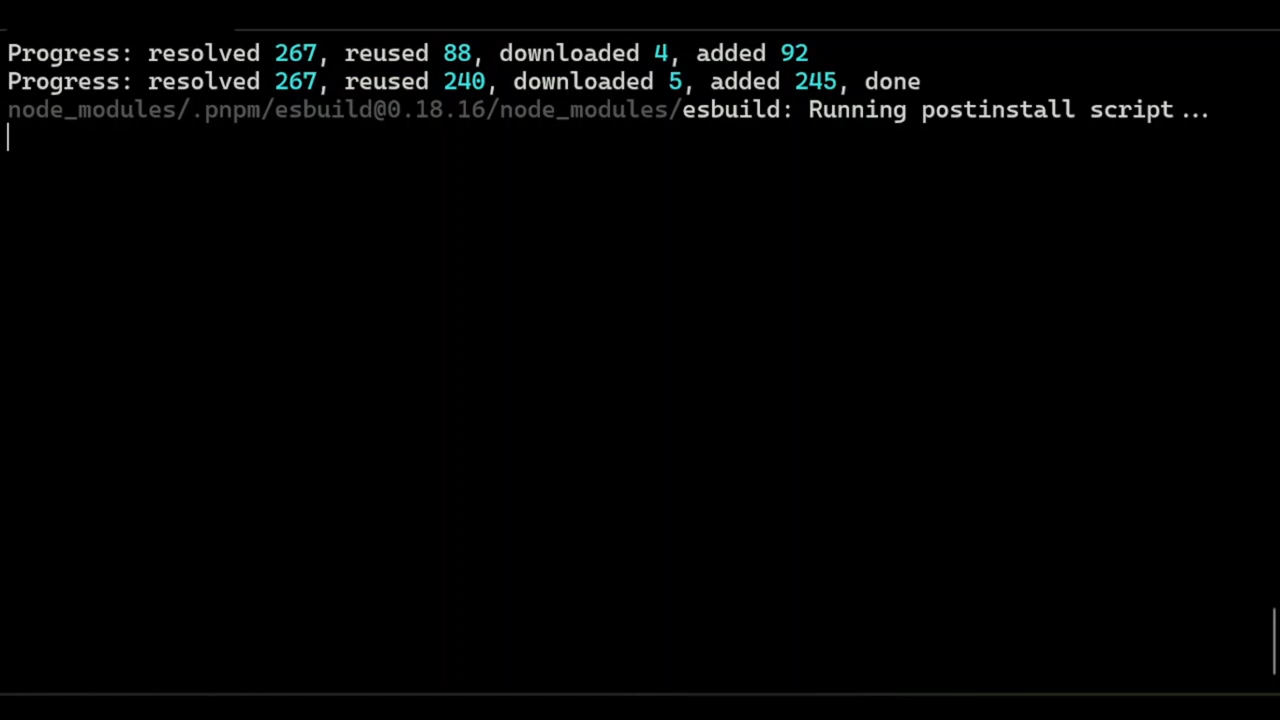 Progress: resolved 267, reused 88, downloaded 4, added 92
Progress: resolved 267, reused 240, downloaded 5, added 245, done
node_modules/.pnpm/esbuild@0.18.16/node_modules/esbuild: Running postinstall script...